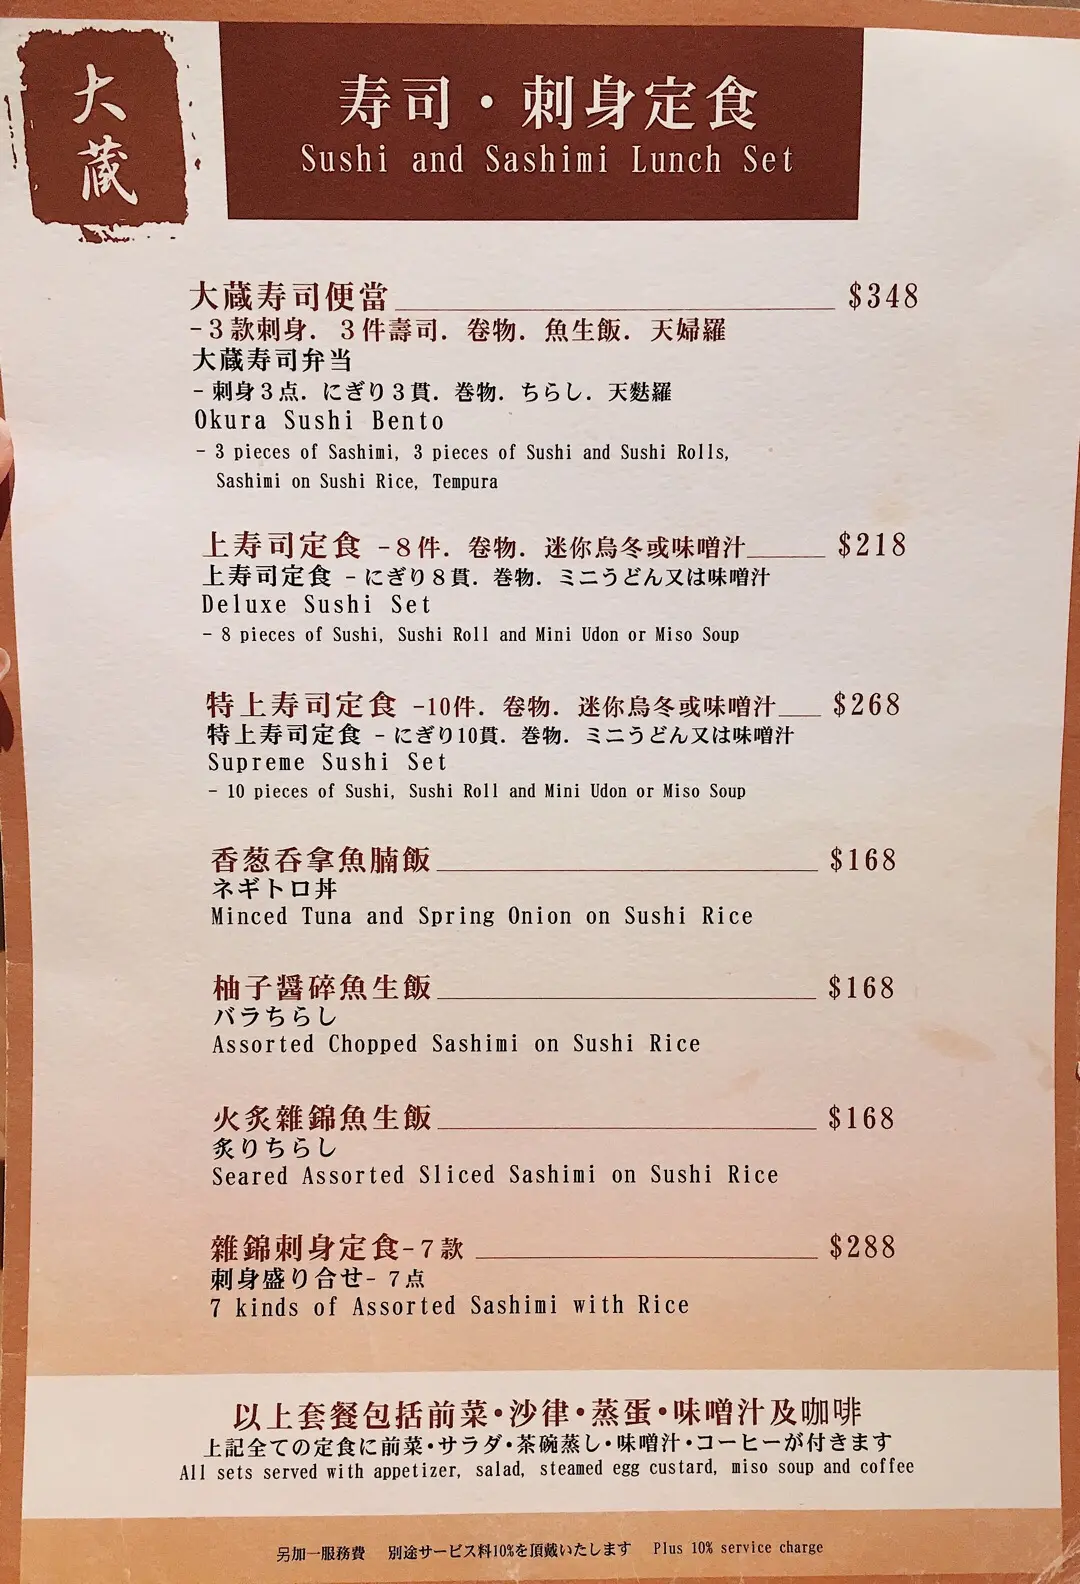 大
蔵
寿司・刺身定食
Sushi and Sashimi Lunch Set
大蔵寿司便當 $348
-３款刺身．３件壽司．卷物．魚生飯．天婦羅
大蔵寿司弁当
- 刺身３点．にぎり３貫．巻物．ちらし．天麩羅
Okura Sushi Bento
- 3 pieces of Sashimi, 3 pieces of Sushi and Sushi Rolls,
Sashimi on Sushi Rice, Tempura
上寿司定食 -８件．卷物．迷你烏冬或味噌汁 $218
上寿司定食 - にぎり８貫．巻物．ミニうどん又は味噌汁
Deluxe Sushi Set
- 8 pieces of Sushi, Sushi Roll and Mini Udon or Miso Soup
特上寿司定食 -10件．卷物．迷你烏冬或味噌汁 $268
特上寿司定食 - にぎり10貫．巻物．ミニうどん又は味噌汁
Supreme Sushi Set
- 10 pieces of Sushi, Sushi Roll and Mini Udon or Miso Soup
香葱吞拿魚腩飯 $168
ネギトロ丼
Minced Tuna and Spring Onion on Sushi Rice
柚子醤碎魚生飯 $168
バラちらし
Assorted Chopped Sashimi on Sushi Rice
火炙雜錦魚生飯 $168
炙りちらし
Seared Assorted Sliced Sashimi on Sushi Rice
雜錦刺身定食-７款 $288
刺身盛り合せ- ７点
7 kinds of Assorted Sashimi with Rice
以上套餐包括前菜・沙律・蒸蛋・味噌汁及咖啡
上記全ての定食に前菜・サラダ・茶碗蒸し・味噌汁・コーヒーが付きます
All sets served with appetizer, salad, steamed egg custard, miso soup and coffee
另加一服務費 別途サービス料10%を頂戴いたします Plus 10% service charge